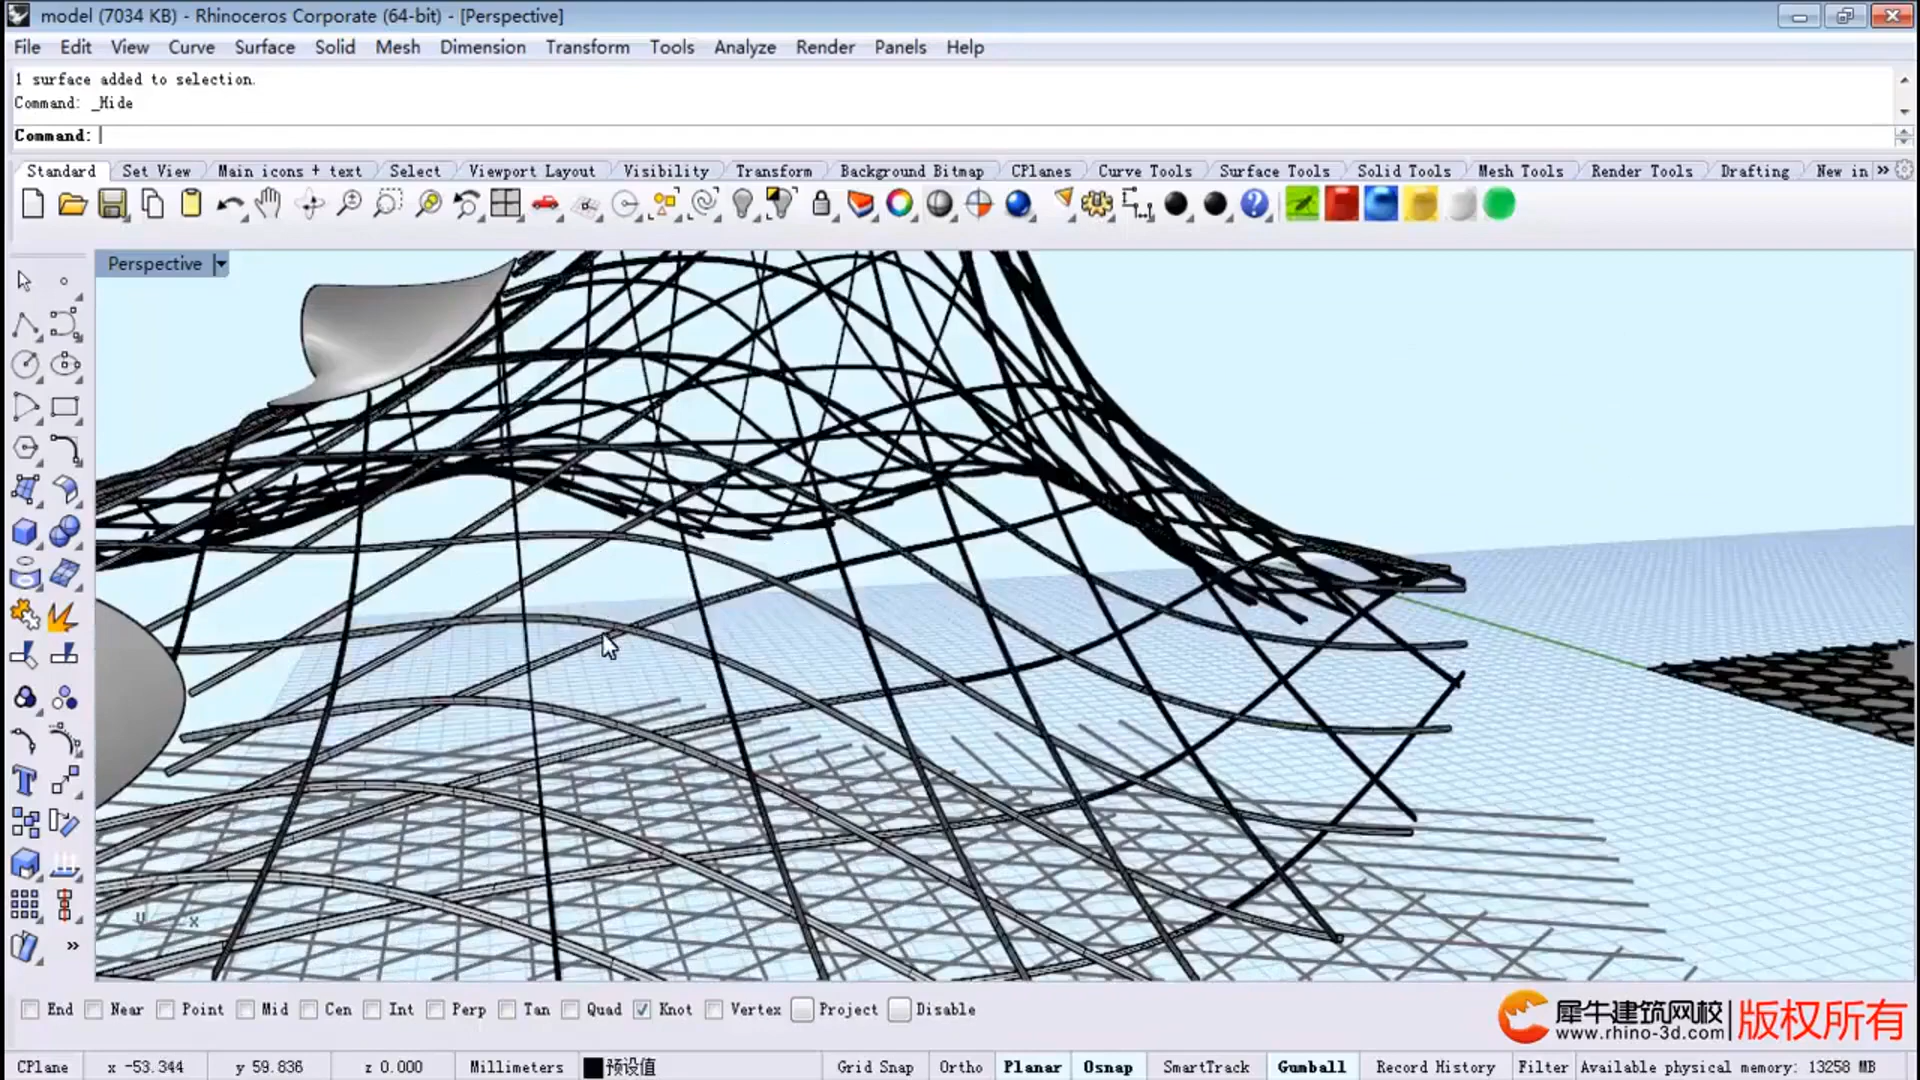 model (7034 KB) - Rhinoceros Corporate (64-bit) - [Perspective]
File Edit View Curve Surface Solid Mesh Dimension Transform Tools Analyze Render Panels Help
1 surface added to selection.
Command: _Hide
Command:
Standard Set View Main icons + text Select Viewport Layout Visibility Transform Background Bitmap CPlanes Curve Tools Surface Tools Solid Tools Mesh Tools Render Tools Drafting New in
Perspective
End Near Point Mid Cen Int Perp Tan Quad Knot Vertex Project Disable
犀牛建筑网校
www.rhino-3d.com
版权所有
CPlane x -53.344 y 59.836 z 0.000 Millimeters 预设值 Grid Snap Ortho Planar Osnap SmartTrack Gumball Record History Filter Available physical memory: 13258 MB